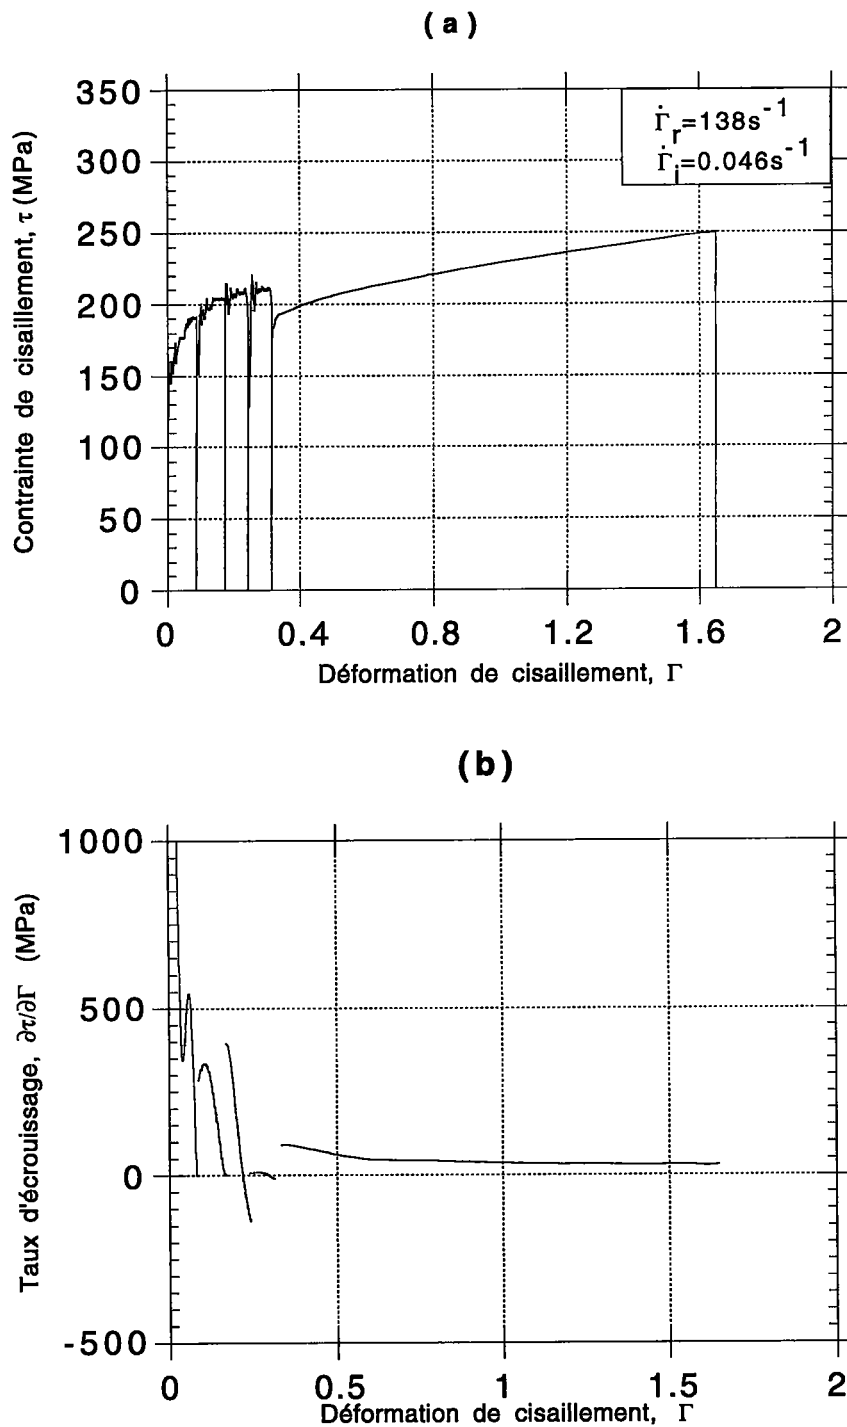 (a)
350
300
250
200
150
100
50
0
Contrainte de cisaillement, τ (MPa)
Γ̇r=138s-1
Γ̇i=0.046s-1
0 0.4 0.8 1.2 1.6 2
Déformation de cisaillement, Γ
(b)
1000
500
0
-500
Taux d'écrouissage, ∂τ/∂Γ (MPa)
0 0.5 1 1.5 2
Déformation de cisaillement, Γ